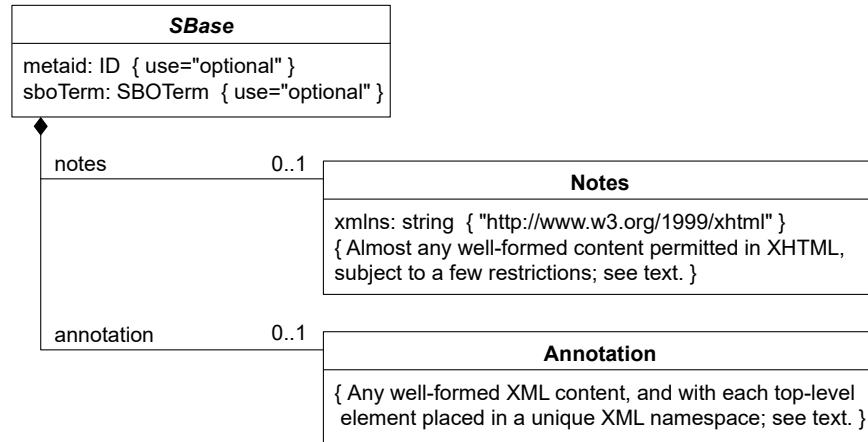 SBase
metaid: ID { use="optional" }
sboTerm: SBOTerm { use="optional" }
notes 0..1
Notes
xmlns: string { "http://www.w3.org/1999/xhtml" }
{ Almost any well-formed content permitted in XHTML,
subject to a few restrictions; see text. }
annotation 0..1
Annotation
{ Any well-formed XML content, and with each top-level
element placed in a unique XML namespace; see text. }